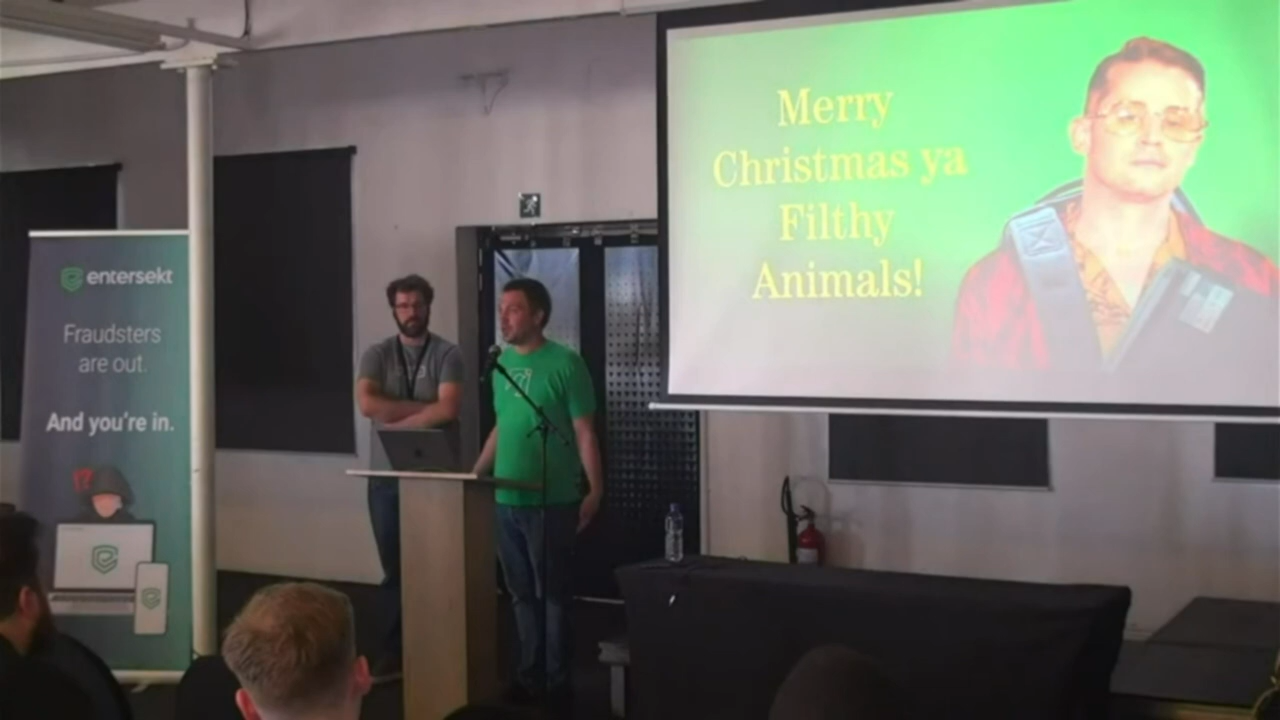 entersekt
Fraudsters
are out.
And you're in.
!?
Merry
Christmas ya
Filthy
Animals!